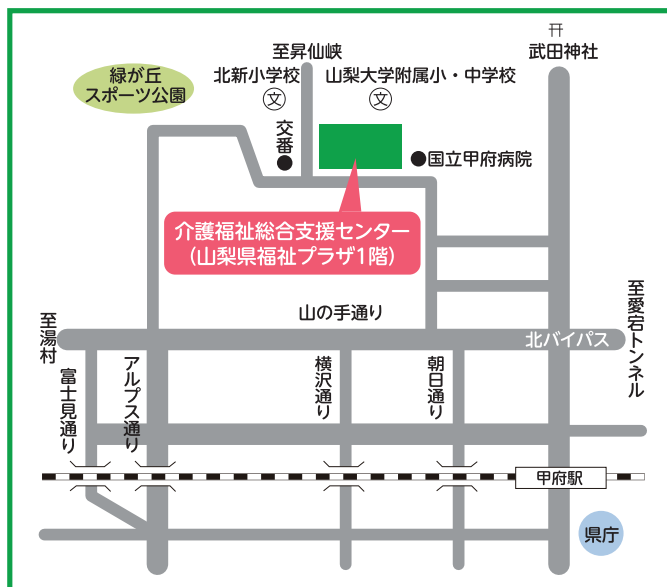 至昇仙峡
武田神社
緑が丘
スポーツ公園
北新小学校
山梨大学附属小・中学校
文
文
交番
国立甲府病院
介護福祉総合支援センター
(山梨県福祉プラザ1階)
山の手通り
至湯村
北バイパス
至愛宕トンネル
富士見通り
アルプス通り
横沢通り
朝日通り
甲府駅
県庁